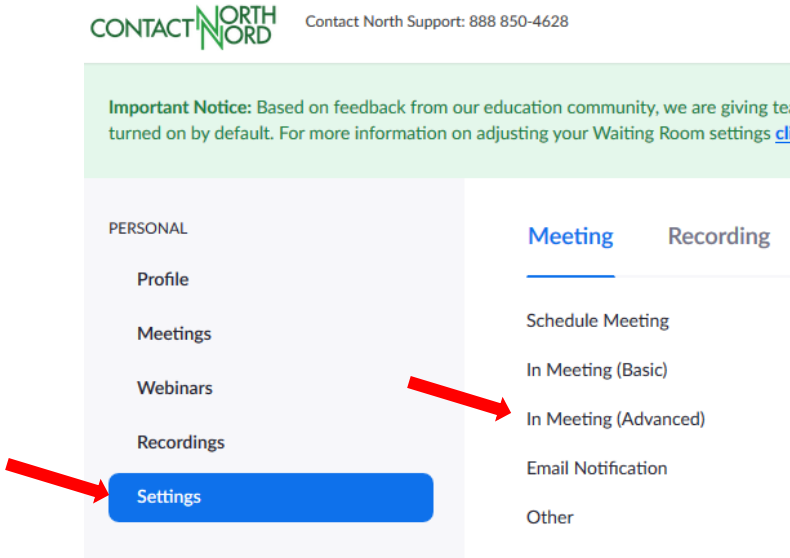 CONTACT NORTH
NORD
Contact North Support: 888 850-4628
Important Notice: Based on feedback from our education community, we are giving
turned on by default. For more information on adjusting your Waiting Room settings
PERSONAL
Profile
Meetings
Webinars
Recordings
Settings
Meeting Recording
Schedule Meeting
In Meeting (Basic)
In Meeting (Advanced)
Email Notification
Other